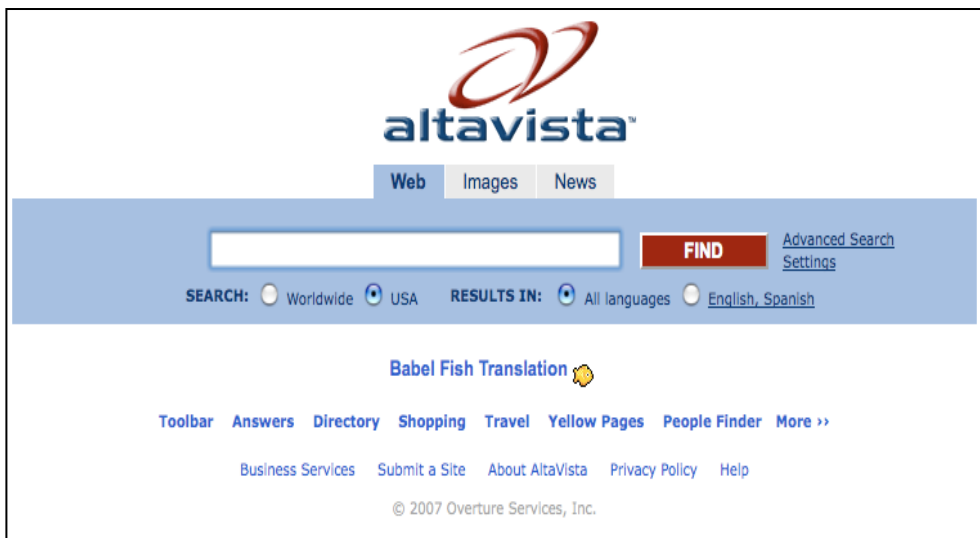 altavista™
Web Images News
FIND Advanced Search
Settings
SEARCH: Worldwide USA RESULTS IN: All languages English, Spanish
Babel Fish Translation
Toolbar Answers Directory Shopping Travel Yellow Pages People Finder More ››
Business Services Submit a Site About AltaVista Privacy Policy Help
© 2007 Overture Services, Inc.